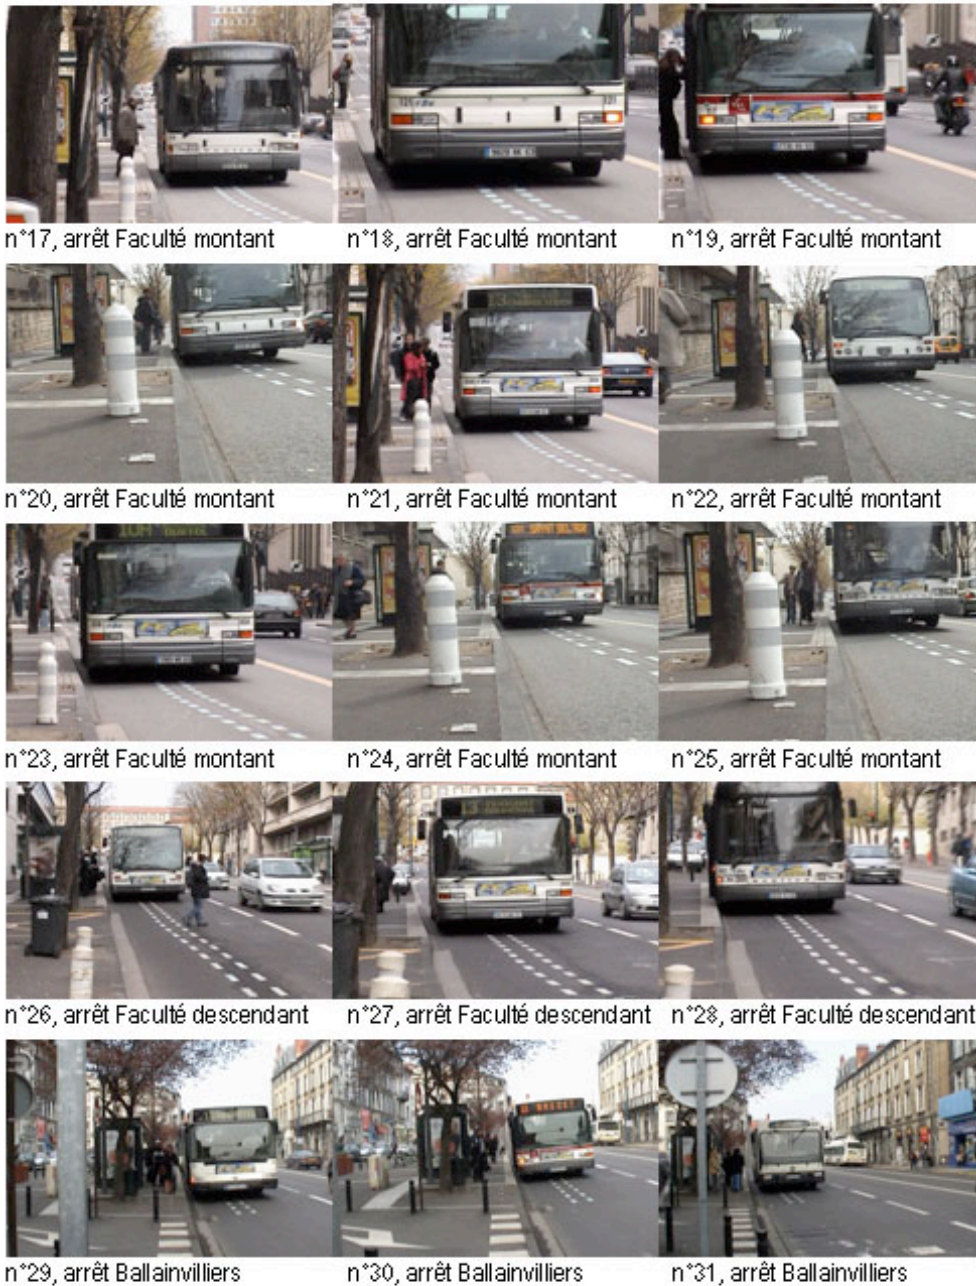 n°17, arrêt Faculté montant
n°18, arrêt Faculté montant
n°19, arrêt Faculté montant
n°20, arrêt Faculté montant
13
n°21, arrêt Faculté montant
n°22, arrêt Faculté montant
n°23, arrêt Faculté montant
n°24, arrêt Faculté montant
n°25, arrêt Faculté montant
n°26, arrêt Faculté descendant
13
n°27, arrêt Faculté descendant
n°28, arrêt Faculté descendant
n°29, arrêt Ballainvilliers
n°30, arrêt Ballainvilliers
n°31, arrêt Ballainvilliers